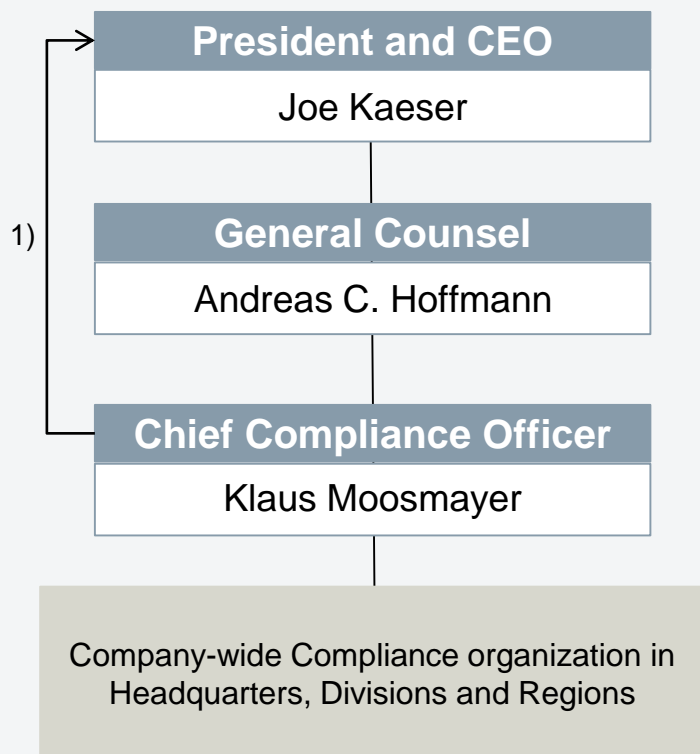 President and CEO
Joe Kaeser
1)
General Counsel
Andreas C. Hoffmann
Chief Compliance Officer
Klaus Moosmayer
Company-wide Compliance organization in
Headquarters, Divisions and Regions